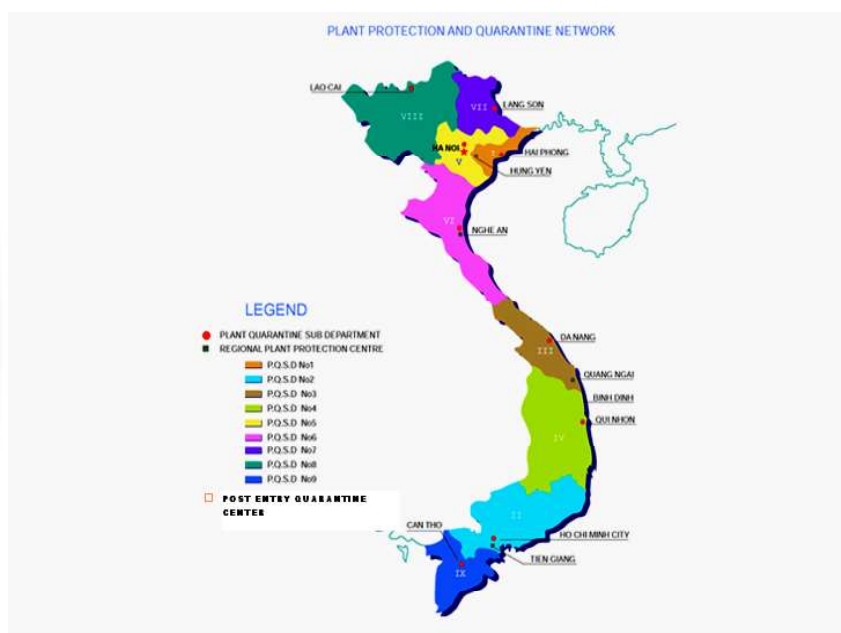 PLANT PROTECTION AND QUARANTINE NETWORK
LAO CAI
VIII
VII
LANG SON
HA NOI
I
HAI PHONG
V
HUNG YEN
VI
NGHE AN
LEGEND
PLANT QUARANTINE SUB DEPARTMENT
REGIONAL PLANT PROTECTION CENTRE
P.Q.S.D No1
P.Q.S.D No2
P.Q.S.D No3
P.Q.S.D No4
P.Q.S.D No5
P.Q.S.D No6
P.Q.S.D No7
P.Q.S.D No8
P.Q.S.D No9
POST ENTRY QUARANTINE
CENTER
DA NANG
III
QUANG NGAI
BINH DINH
QUI NHON
IV
II
CAN THO
HO CHI MINH CITY
TIEN GIANG
IX